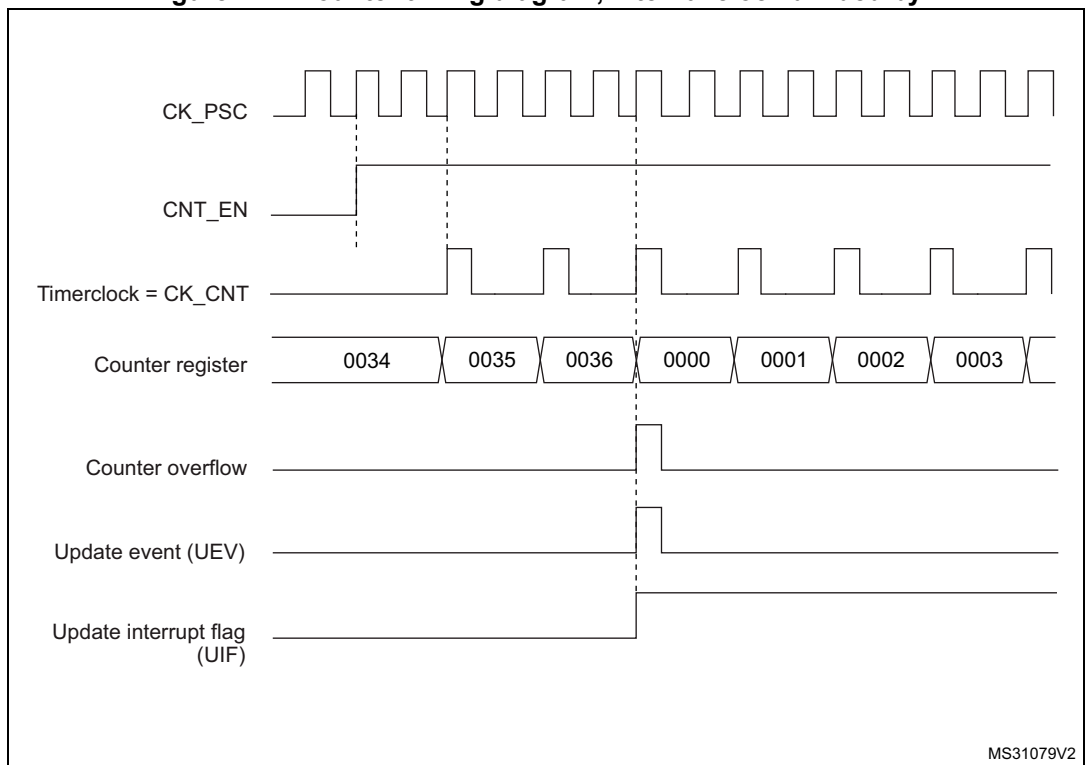 CK_PSC
CNT_EN
Timerclock = CK_CNT
Counter register
0034 0035 0036 0000 0001 0002 0003
Counter overflow
Update event (UEV)
Update interrupt flag
(UIF)
MS31079V2